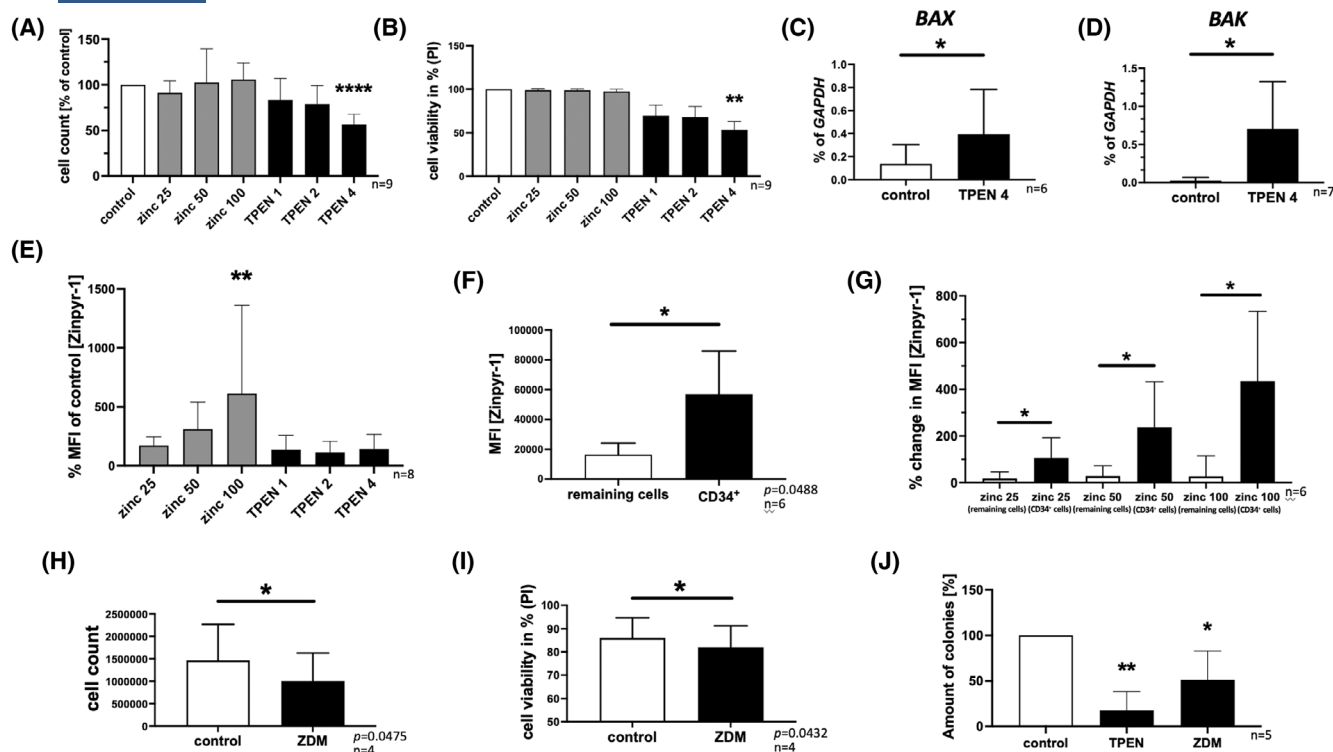 (A)
cell count [% of control]
150
100
50
0
****
control
zinc 25
zinc 50
zinc 100
TPEN 1
TPEN 2
TPEN 4
n=9
(B)
cell viability in % (PI)
150
100
50
0
**
control
zinc 25
zinc 50
zinc 100
TPEN 1
TPEN 2
TPEN 4
n=9
(C)
BAX
*
% of GAPDH
1.0
0.8
0.6
0.4
0.2
0.0
control
TPEN 4
n=6
(D)
BAK
*
% of GAPDH
1.5
1.0
0.5
0.0
control
TPEN 4
n=7
(E)
% MFI of control [Zinpyr-1]
1500
1000
500
0
**
zinc 25
zinc 50
zinc 100
TPEN 1
TPEN 2
TPEN 4
n=8
(F)
MFI [Zinpyr-1]
100000
80000
60000
40000
20000
0
*
remaining cells
CD34+
p=0.0488
n=6
(G)
% change in MFI [Zinpyr-1]
800
600
400
200
0
*
*
*
zinc 25 zinc 25 zinc 50 zinc 50 zinc 100 zinc 100
(remaining cells) (CD34+ cells) (remaining cells) (CD34+ cells) (remaining cells) (CD34+ cells)
n=6
(H)
cell count
2500000
2000000
1500000
1000000
500000
0
*
control
ZDM
p=0.0475
n=4
(I)
cell viability in % (PI)
100
90
80
70
60
50
*
control
ZDM
p=0.0432
n=4
(J)
Amount of colonies [%]
150
100
50
0
**
*
control
TPEN
ZDM
n=5